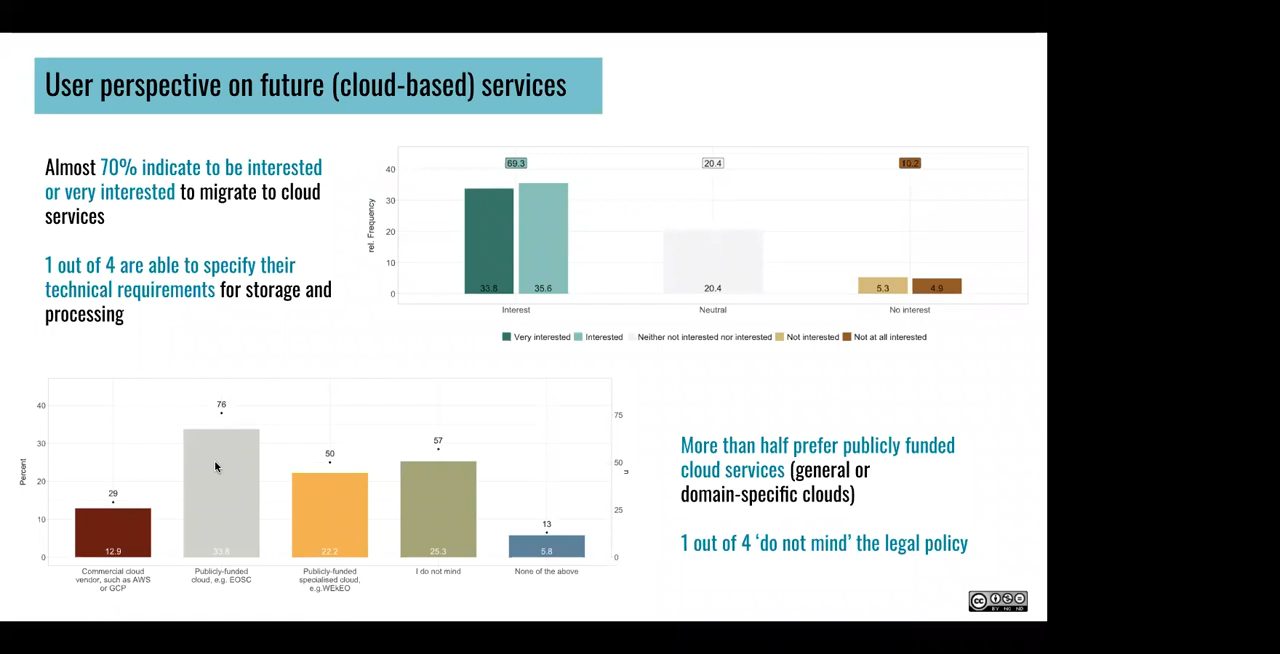 User perspective on future (cloud-based) services
Almost 70% indicate to be interested
or very interested to migrate to cloud
services
1 out of 4 are able to specify their
technical requirements for storage and
processing
rel. Frequency
40
30
20
10
0
69.3
20.4
10.2
33.8
35.6
20.4
5.3
4.9
Interest
Neutral
No interest
Very interested
Interested
Neither not interested nor interested
Not interested
Not at all interested
Percent
40
30
20
10
0
29
76
50
57
13
12.9
33.8
22.2
25.3
5.8
75
50
25
0
n
Commercial cloud
vendor, such as AWS
or GCP
Publicly-funded
cloud, e.g. EOSC
Publicly-funded
specialised cloud,
e.g.WEkEO
I do not mind
None of the above
More than half prefer publicly funded
cloud services (general or
domain-specific clouds)
1 out of 4 ‘do not mind’ the legal policy
CC
BY NC ND